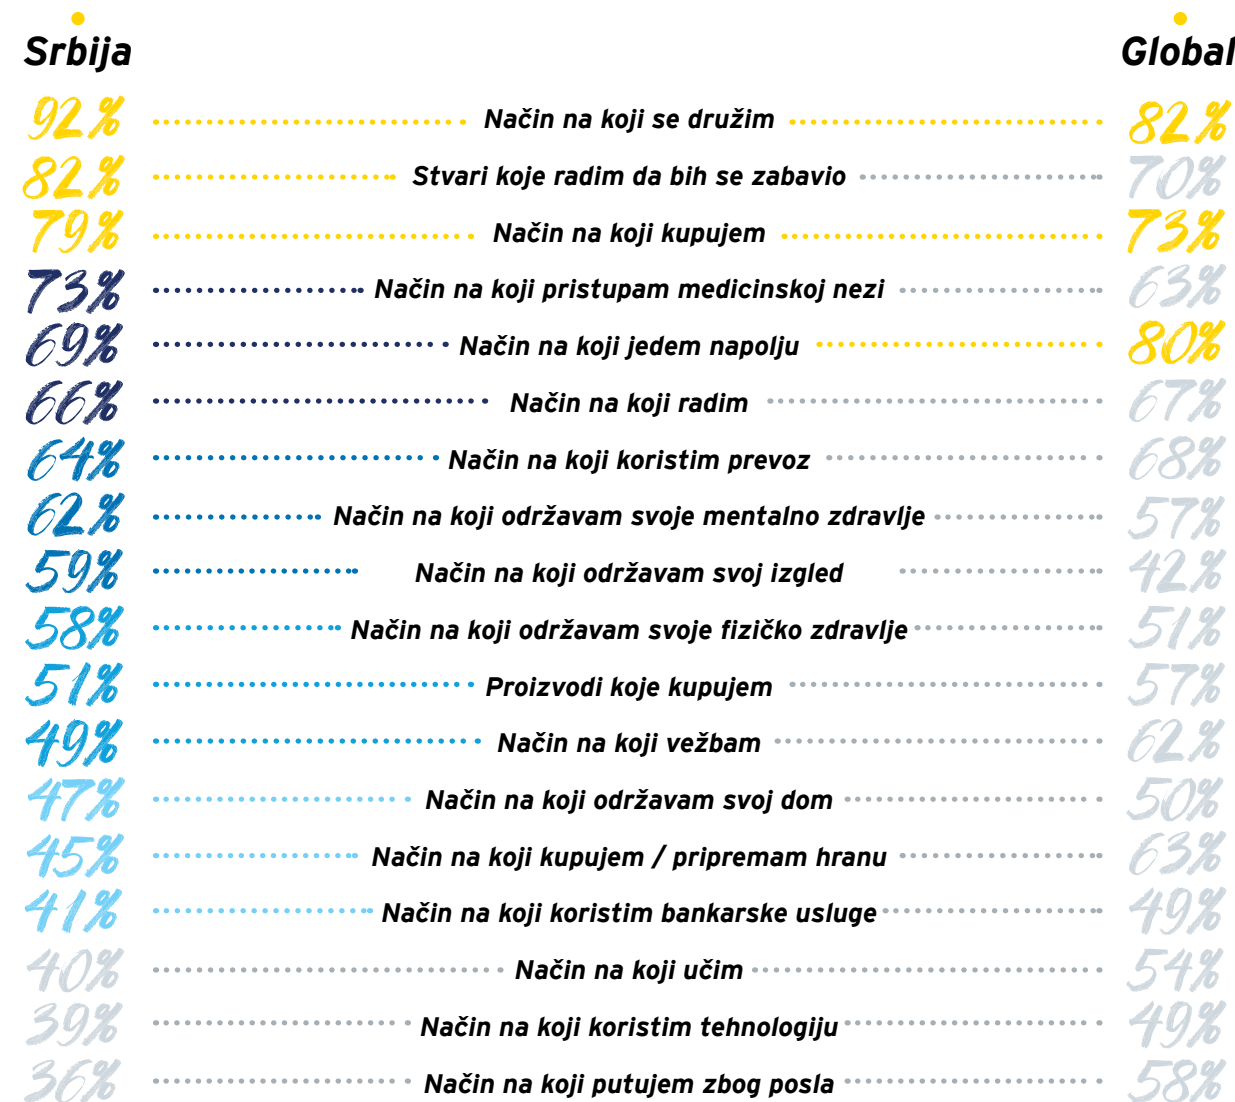 Srbija Global
92% Način na koji se družim 82%
82% Stvari koje radim da bih se zabavio 70%
79% Način na koji kupujem 73%
73% Način na koji pristupam medicinskoj nezi 63%
69% Način na koji jedem napolju 80%
66% Način na koji radim 67%
64% Način na koji koristim prevoz 68%
62% Način na koji održavam svoje mentalno zdravlje 57%
59% Način na koji održavam svoj izgled 42%
58% Način na koji održavam svoje fizičko zdravlje 51%
51% Proizvodi koje kupujem 57%
49% Način na koji vežbam 62%
47% Način na koji održavam svoj dom 50%
45% Način na koji kupujem / pripremam hranu 63%
41% Način na koji koristim bankarske usluge 49%
40% Način na koji učim 54%
39% Način na koji koristim tehnologiju 49%
36% Način na koji putujem zbog posla 58%